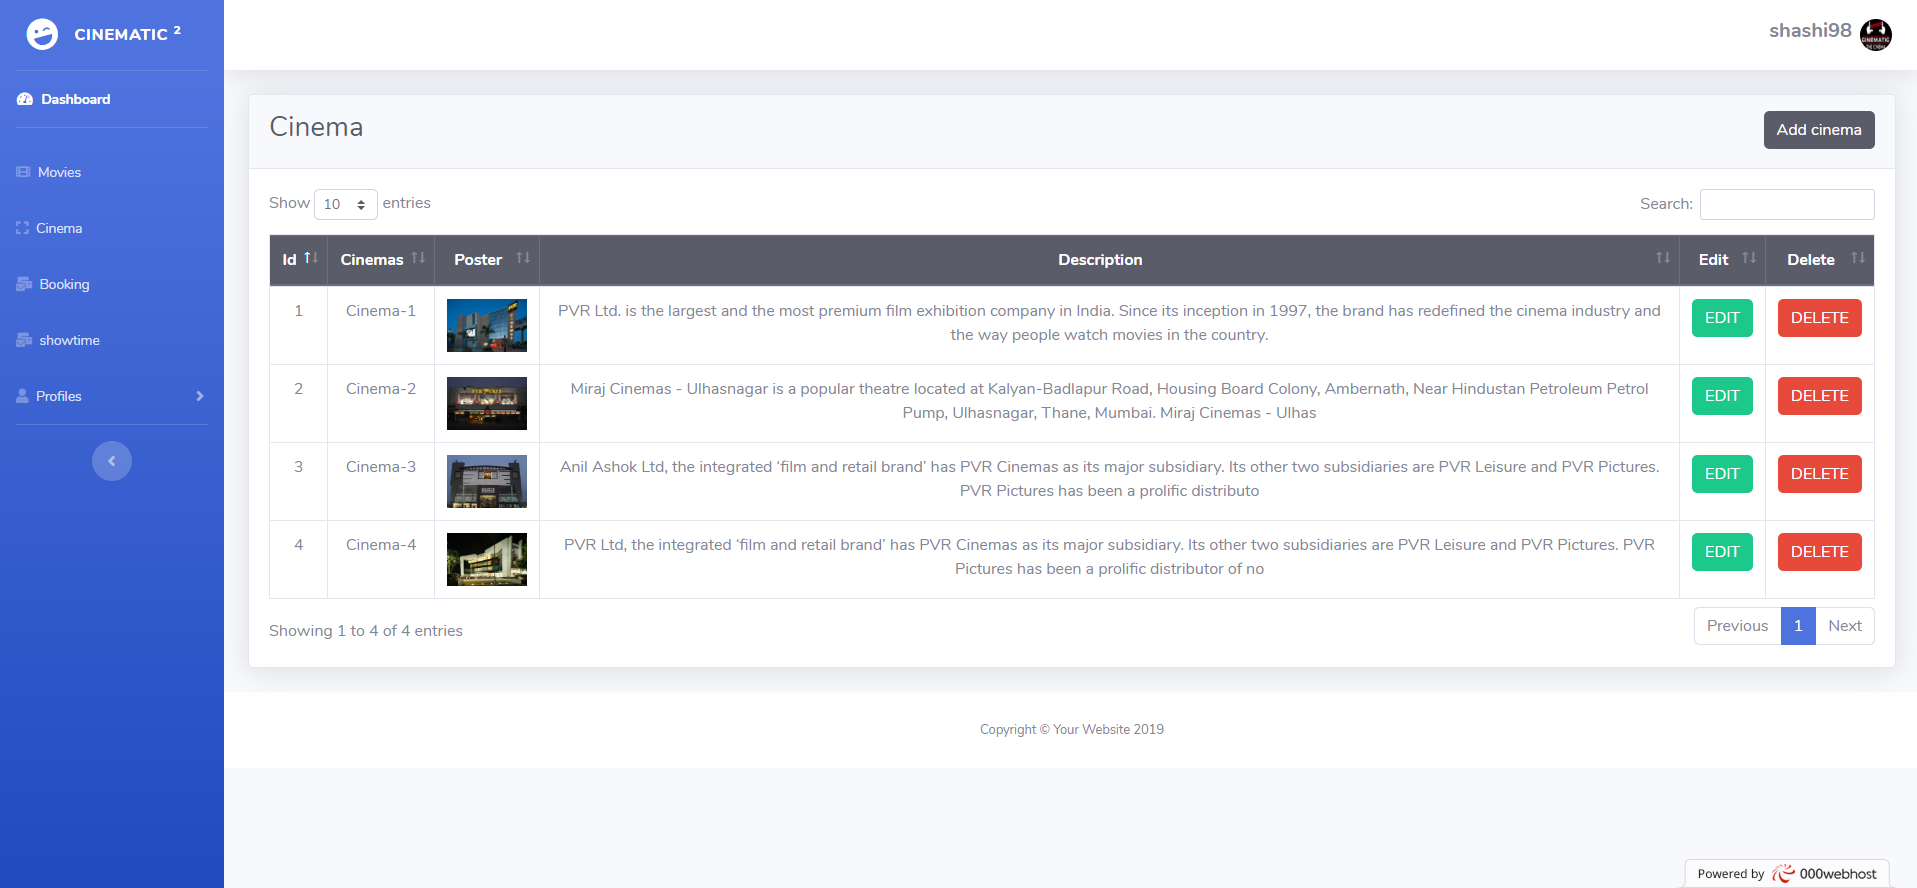 CINEMATIC 2
shashi98
Dashboard
Movies
Cinema
Booking
showtime
Profiles
Cinema
Add cinema
Show 10 entries
Search:
Id Cinemas Poster Description Edit Delete
1 Cinema-1 PVR Ltd. is the largest and the most premium film exhibition company in India. Since its inception in 1997, the brand has redefined the cinema industry and EDIT DELETE
the way people watch movies in the country.
2 Cinema-2 Miraj Cinemas - Ulhasnagar is a popular theatre located at Kalyan-Badlapur Road, Housing Board Colony, Ambernath, Near Hindustan Petroleum Petrol EDIT DELETE
Pump, Ulhasnagar, Thane, Mumbai. Miraj Cinemas - Ulhas
3 Cinema-3 Anil Ashok Ltd, the integrated ‘film and retail brand’ has PVR Cinemas as its major subsidiary. Its other two subsidiaries are PVR Leisure and PVR Pictures. EDIT DELETE
PVR Pictures has been a prolific distributo
4 Cinema-4 PVR Ltd, the integrated ‘film and retail brand’ has PVR Cinemas as its major subsidiary. Its other two subsidiaries are PVR Leisure and PVR Pictures. PVR EDIT DELETE
Pictures has been a prolific distributor of no
Showing 1 to 4 of 4 entries
Previous 1 Next
Copyright © Your Website 2019
Powered by 000webhost